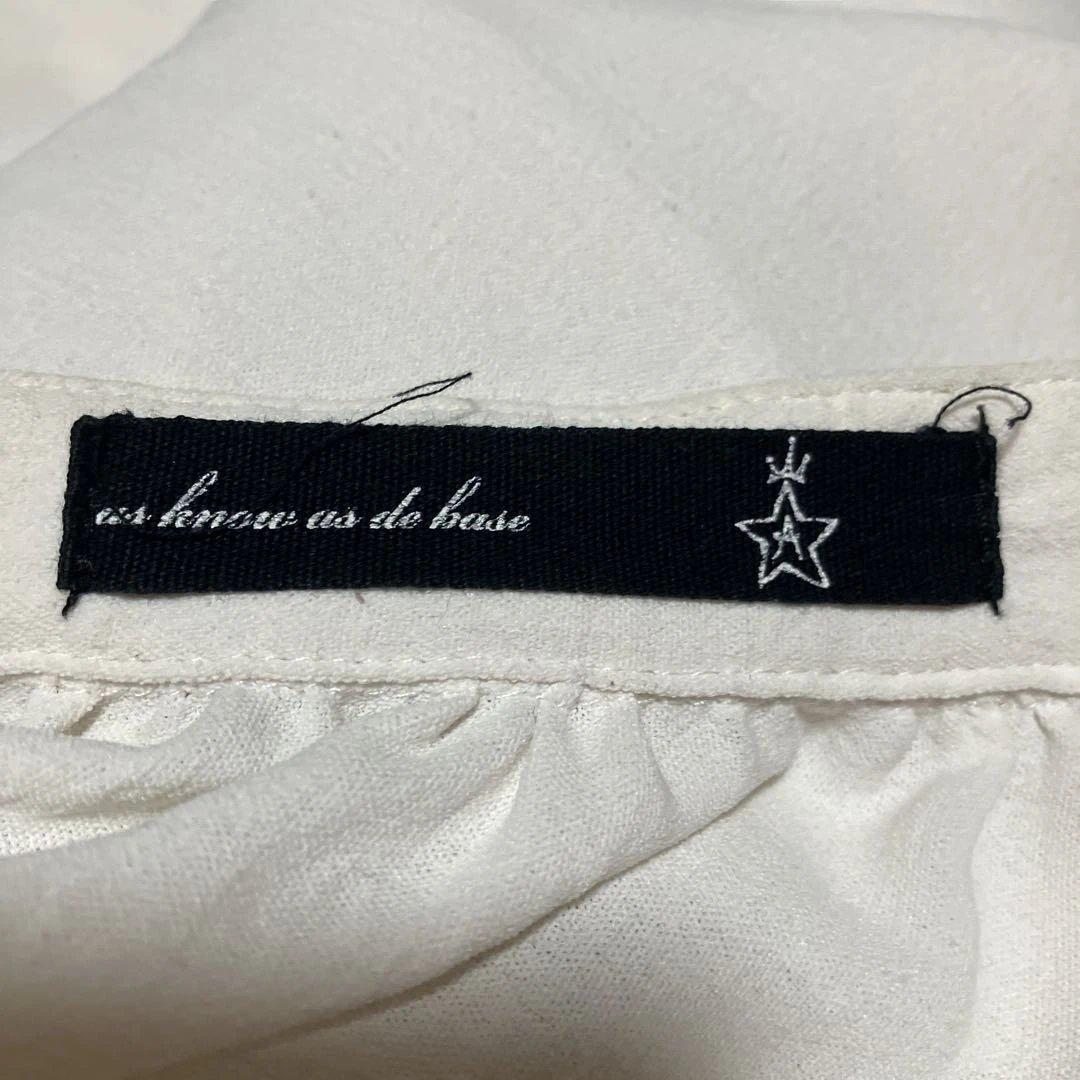 as know as de base
A